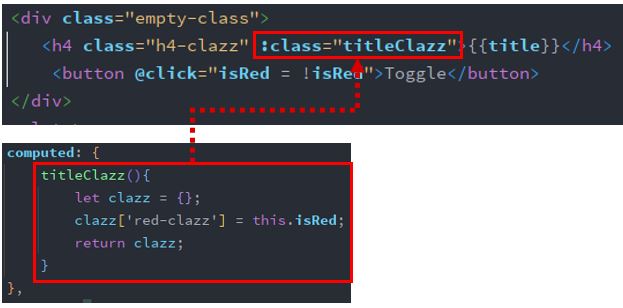 <div class="empty-class">
<h4 class="h4-clazz" :class="titleClazz">{{title}}</h4>
<button @click="isRed = !isRed">Toggle</button>
</div>
computed: {
titleClazz(){
let clazz = {};
clazz['red-clazz'] = this.isRed;
return clazz;
}
},